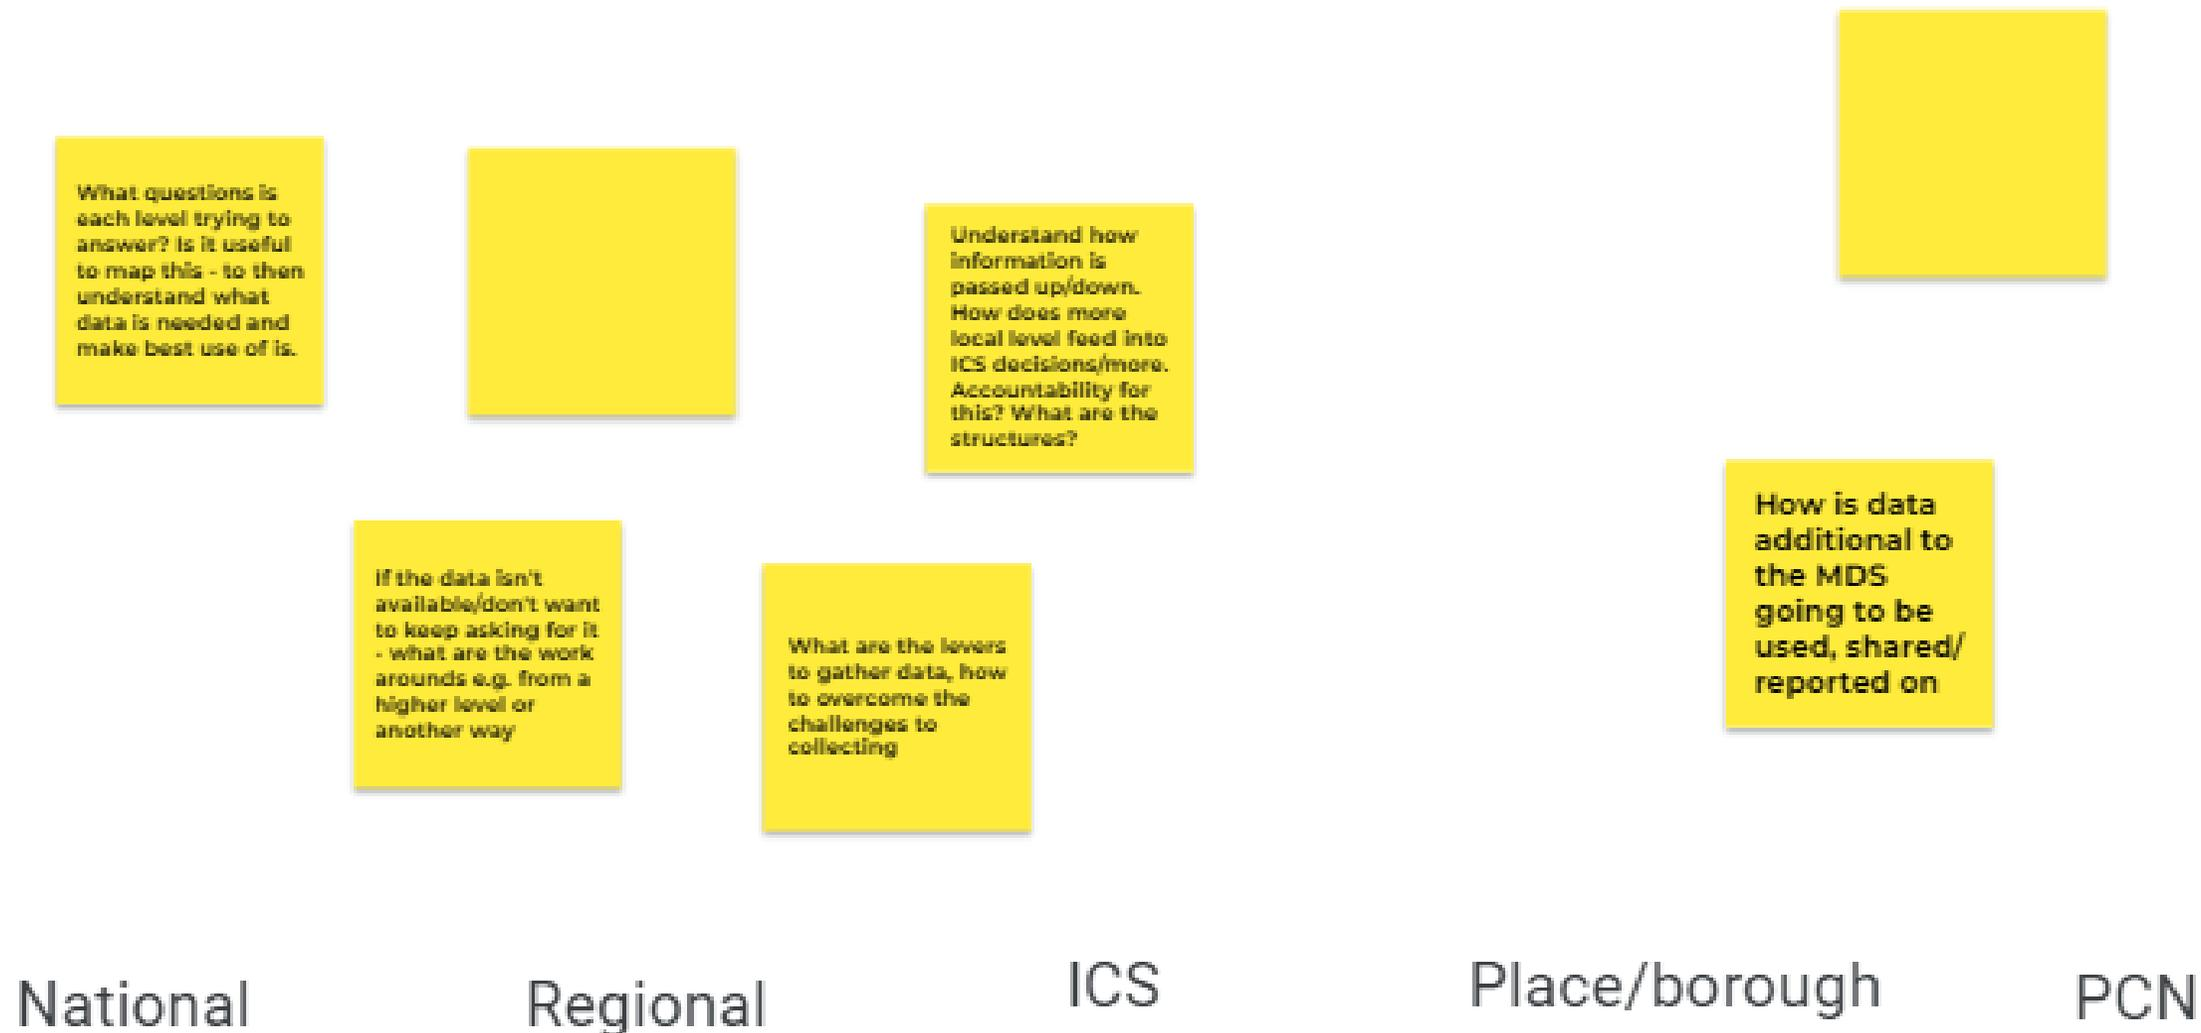 What questions is
each level trying to
answer? Is it useful
to map this - to then
understand what
data is needed and
make best use of is.
Understand how
information is
passed up/down.
How does more
local level feed into
ICS decisions/more.
Accountability for
this? What are the
structures?
If the data isn't
available/don't want
to keep asking for it
- what are the work
arounds e.g. from a
higher level or
another way
What are the levers
to gather data, how
to overcome the
challenges to
collecting
How is data
additional to
the MDS
going to be
used, shared/
reported on
National
Regional
ICS
Place/borough
PCN